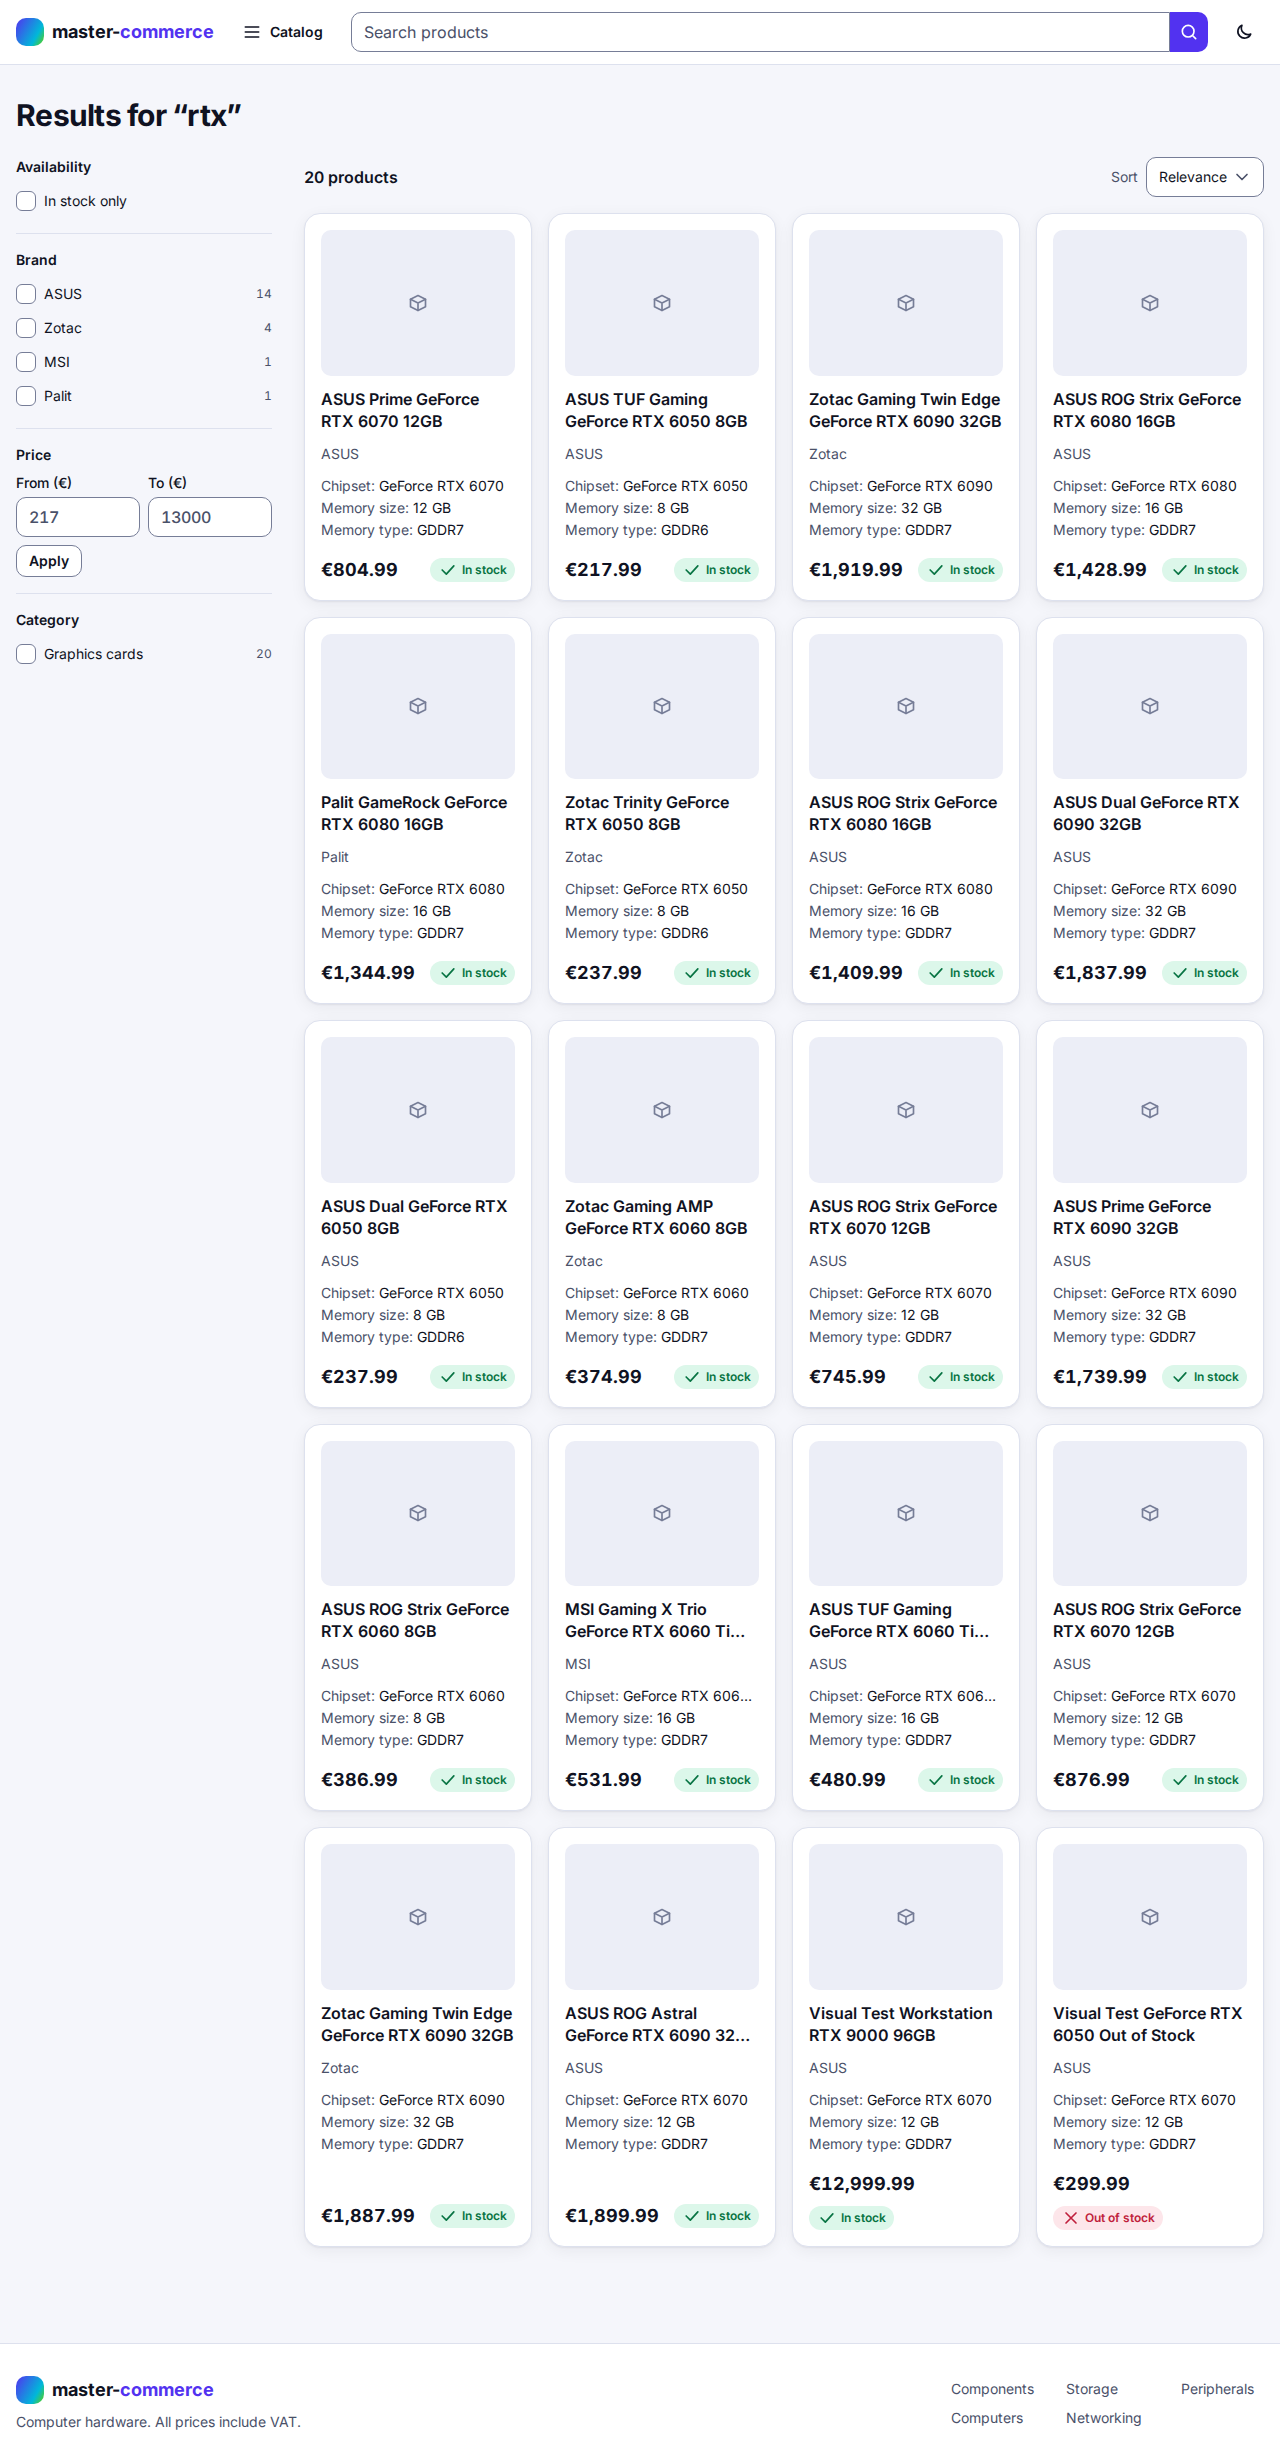 master-commerce
Catalog
Search products
Results for “rtx”
Availability
In stock only
Brand
ASUS 14
Zotac 4
MSI 1
Palit 1
Price
From (€) To (€)
217 13000
Apply
Category
Graphics cards 20
20 products
Sort Relevance
ASUS Prime GeForce
RTX 6070 12GB
ASUS
Chipset: GeForce RTX 6070
Memory size: 12 GB
Memory type: GDDR7
€804.99 In stock
ASUS TUF Gaming
GeForce RTX 6050 8GB
ASUS
Chipset: GeForce RTX 6050
Memory size: 8 GB
Memory type: GDDR6
€217.99 In stock
Zotac Gaming Twin Edge
GeForce RTX 6090 32GB
Zotac
Chipset: GeForce RTX 6090
Memory size: 32 GB
Memory type: GDDR7
€1,919.99 In stock
ASUS ROG Strix GeForce
RTX 6080 16GB
ASUS
Chipset: GeForce RTX 6080
Memory size: 16 GB
Memory type: GDDR7
€1,428.99 In stock
Palit GameRock GeForce
RTX 6080 16GB
Palit
Chipset: GeForce RTX 6080
Memory size: 16 GB
Memory type: GDDR7
€1,344.99 In stock
Zotac Trinity GeForce
RTX 6050 8GB
Zotac
Chipset: GeForce RTX 6050
Memory size: 8 GB
Memory type: GDDR6
€237.99 In stock
ASUS ROG Strix GeForce
RTX 6080 16GB
ASUS
Chipset: GeForce RTX 6080
Memory size: 16 GB
Memory type: GDDR7
€1,409.99 In stock
ASUS Dual GeForce RTX
6090 32GB
ASUS
Chipset: GeForce RTX 6090
Memory size: 32 GB
Memory type: GDDR7
€1,837.99 In stock
ASUS Dual GeForce RTX
6050 8GB
ASUS
Chipset: GeForce RTX 6050
Memory size: 8 GB
Memory type: GDDR6
€237.99 In stock
Zotac Gaming AMP
GeForce RTX 6060 8GB
Zotac
Chipset: GeForce RTX 6060
Memory size: 8 GB
Memory type: GDDR7
€374.99 In stock
ASUS ROG Strix GeForce
RTX 6070 12GB
ASUS
Chipset: GeForce RTX 6070
Memory size: 12 GB
Memory type: GDDR7
€745.99 In stock
ASUS Prime GeForce
RTX 6090 32GB
ASUS
Chipset: GeForce RTX 6090
Memory size: 32 GB
Memory type: GDDR7
€1,739.99 In stock
ASUS ROG Strix GeForce
RTX 6060 8GB
ASUS
Chipset: GeForce RTX 6060
Memory size: 8 GB
Memory type: GDDR7
€386.99 In stock
MSI Gaming X Trio
GeForce RTX 6060 Ti...
MSI
Chipset: GeForce RTX 606...
Memory size: 16 GB
Memory type: GDDR7
€531.99 In stock
ASUS TUF Gaming
GeForce RTX 6060 Ti...
ASUS
Chipset: GeForce RTX 606...
Memory size: 16 GB
Memory type: GDDR7
€480.99 In stock
ASUS ROG Strix GeForce
RTX 6070 12GB
ASUS
Chipset: GeForce RTX 6070
Memory size: 12 GB
Memory type: GDDR7
€876.99 In stock
Zotac Gaming Twin Edge
GeForce RTX 6090 32GB
Zotac
Chipset: GeForce RTX 6090
Memory size: 32 GB
Memory type: GDDR7
€1,887.99 In stock
ASUS ROG Astral
GeForce RTX 6090 32...
ASUS
Chipset: GeForce RTX 6070
Memory size: 12 GB
Memory type: GDDR7
€1,899.99 In stock
Visual Test Workstation
RTX 9000 96GB
ASUS
Chipset: GeForce RTX 6070
Memory size: 12 GB
Memory type: GDDR7
€12,999.99
In stock
Visual Test GeForce RTX
6050 Out of Stock
ASUS
Chipset: GeForce RTX 6070
Memory size: 12 GB
Memory type: GDDR7
€299.99
Out of stock
master-commerce
Computer hardware. All prices include VAT.
Components Storage Peripherals
Computers Networking